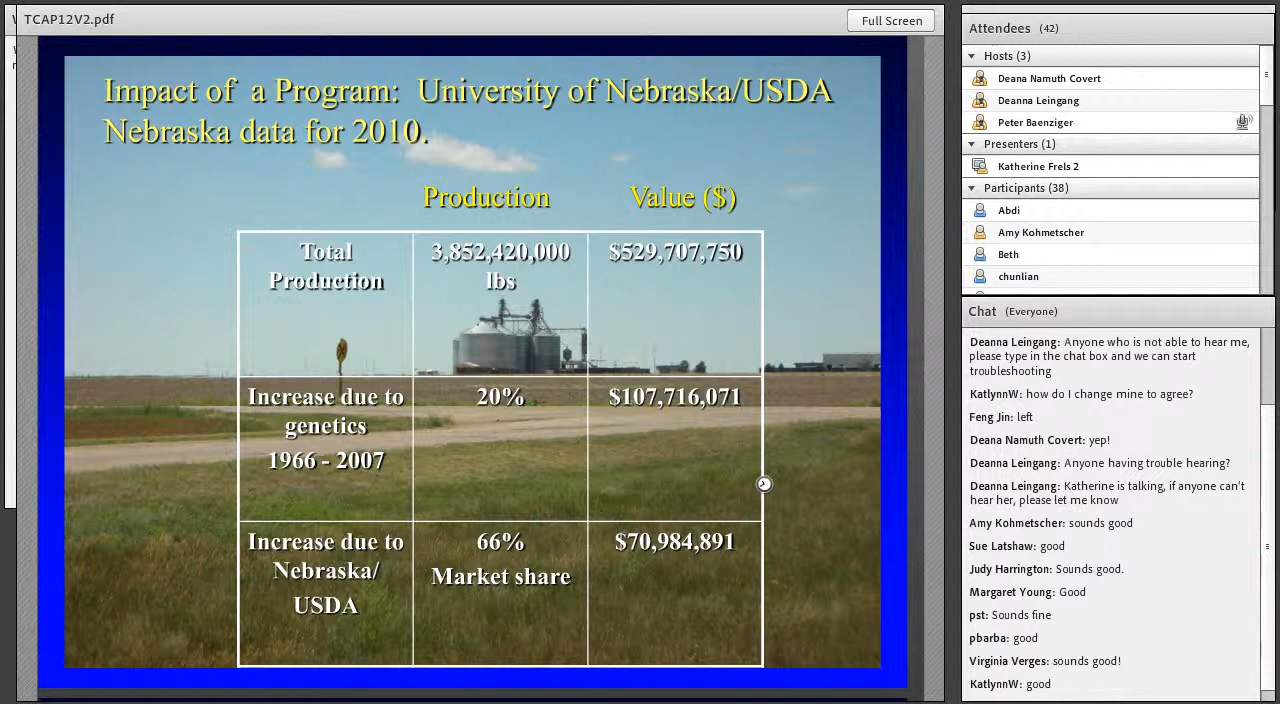 TCAP12V2.pdf
Full Screen
Impact of a Program: University of Nebraska/USDA
Nebraska data for 2010.
Production Value ($)
Total
Production
3,852,420,000
lbs
$529,707,750
Increase due to
genetics
1966 - 2007
20%
$107,716,071
Increase due to
Nebraska/
USDA
66%
Market share
$70,984,891
Attendees (42)
Hosts (3)
Deana Namuth Covert
Deanna Leingang
Peter Baenziger
Presenters (1)
Katherine Frels 2
Participants (38)
Abdi
Amy Kohmetscher
Beth
chunlian
Chat (Everyone)
Deanna Leingang: Anyone who is not able to hear me,
please type in the chat box and we can start
troubleshooting
KatlynnW: how do I change mine to agree?
Feng Jin: left
Deana Namuth Covert: yep!
Deanna Leingang: Anyone having trouble hearing?
Deanna Leingang: Katherine is talking, if anyone can't
hear her, please let me know
Amy Kohmetscher: sounds good
Sue Latshaw: good
Judy Harrington: Sounds good.
Margaret Young: Good
pst: Sounds fine
pbarba: good
Virginia Verges: sounds good!
KatlynnW: good